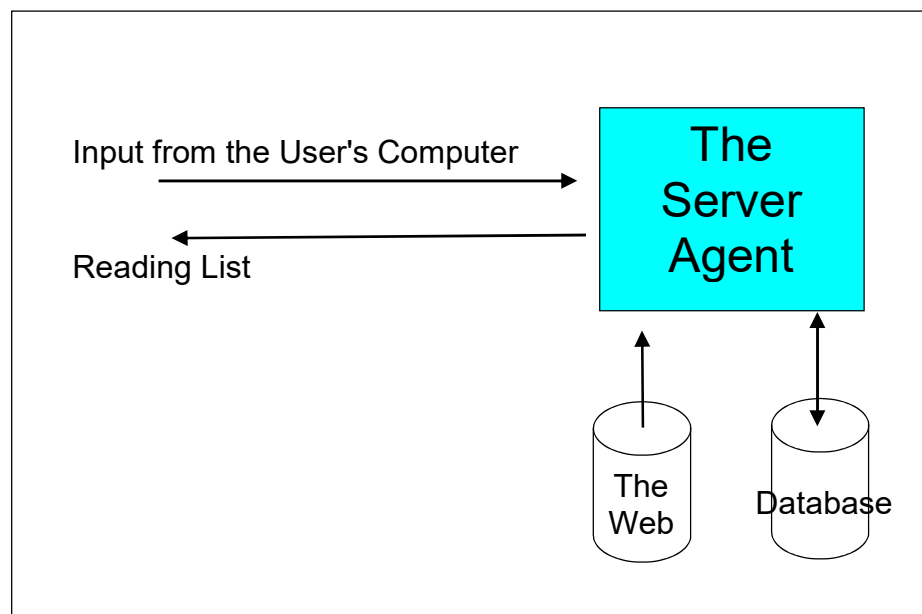 Input from the User's Computer
Reading List
The
Server
Agent
The
Web
Database